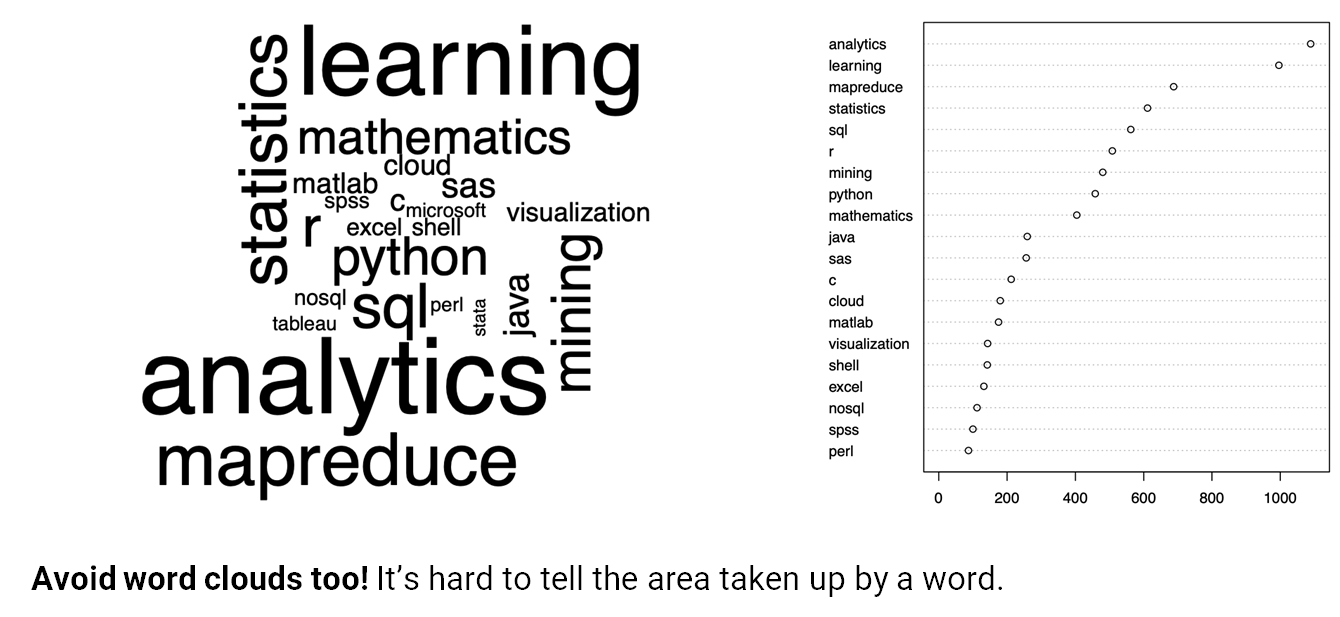 statistics
learning
mathematics
cloud
matlab
sas
spss
c
microsoft
visualization
r
excel
shell
python
mining
nosql
sql
perl
stata
java
tableau
analytics
mapreduce
analytics
learning
mapreduce
statistics
sql
r
mining
python
mathematics
java
sas
c
cloud
matlab
visualization
shell
excel
nosql
spss
perl
0 200 400 600 800 1000
Avoid word clouds too! It’s hard to tell the area taken up by a word.